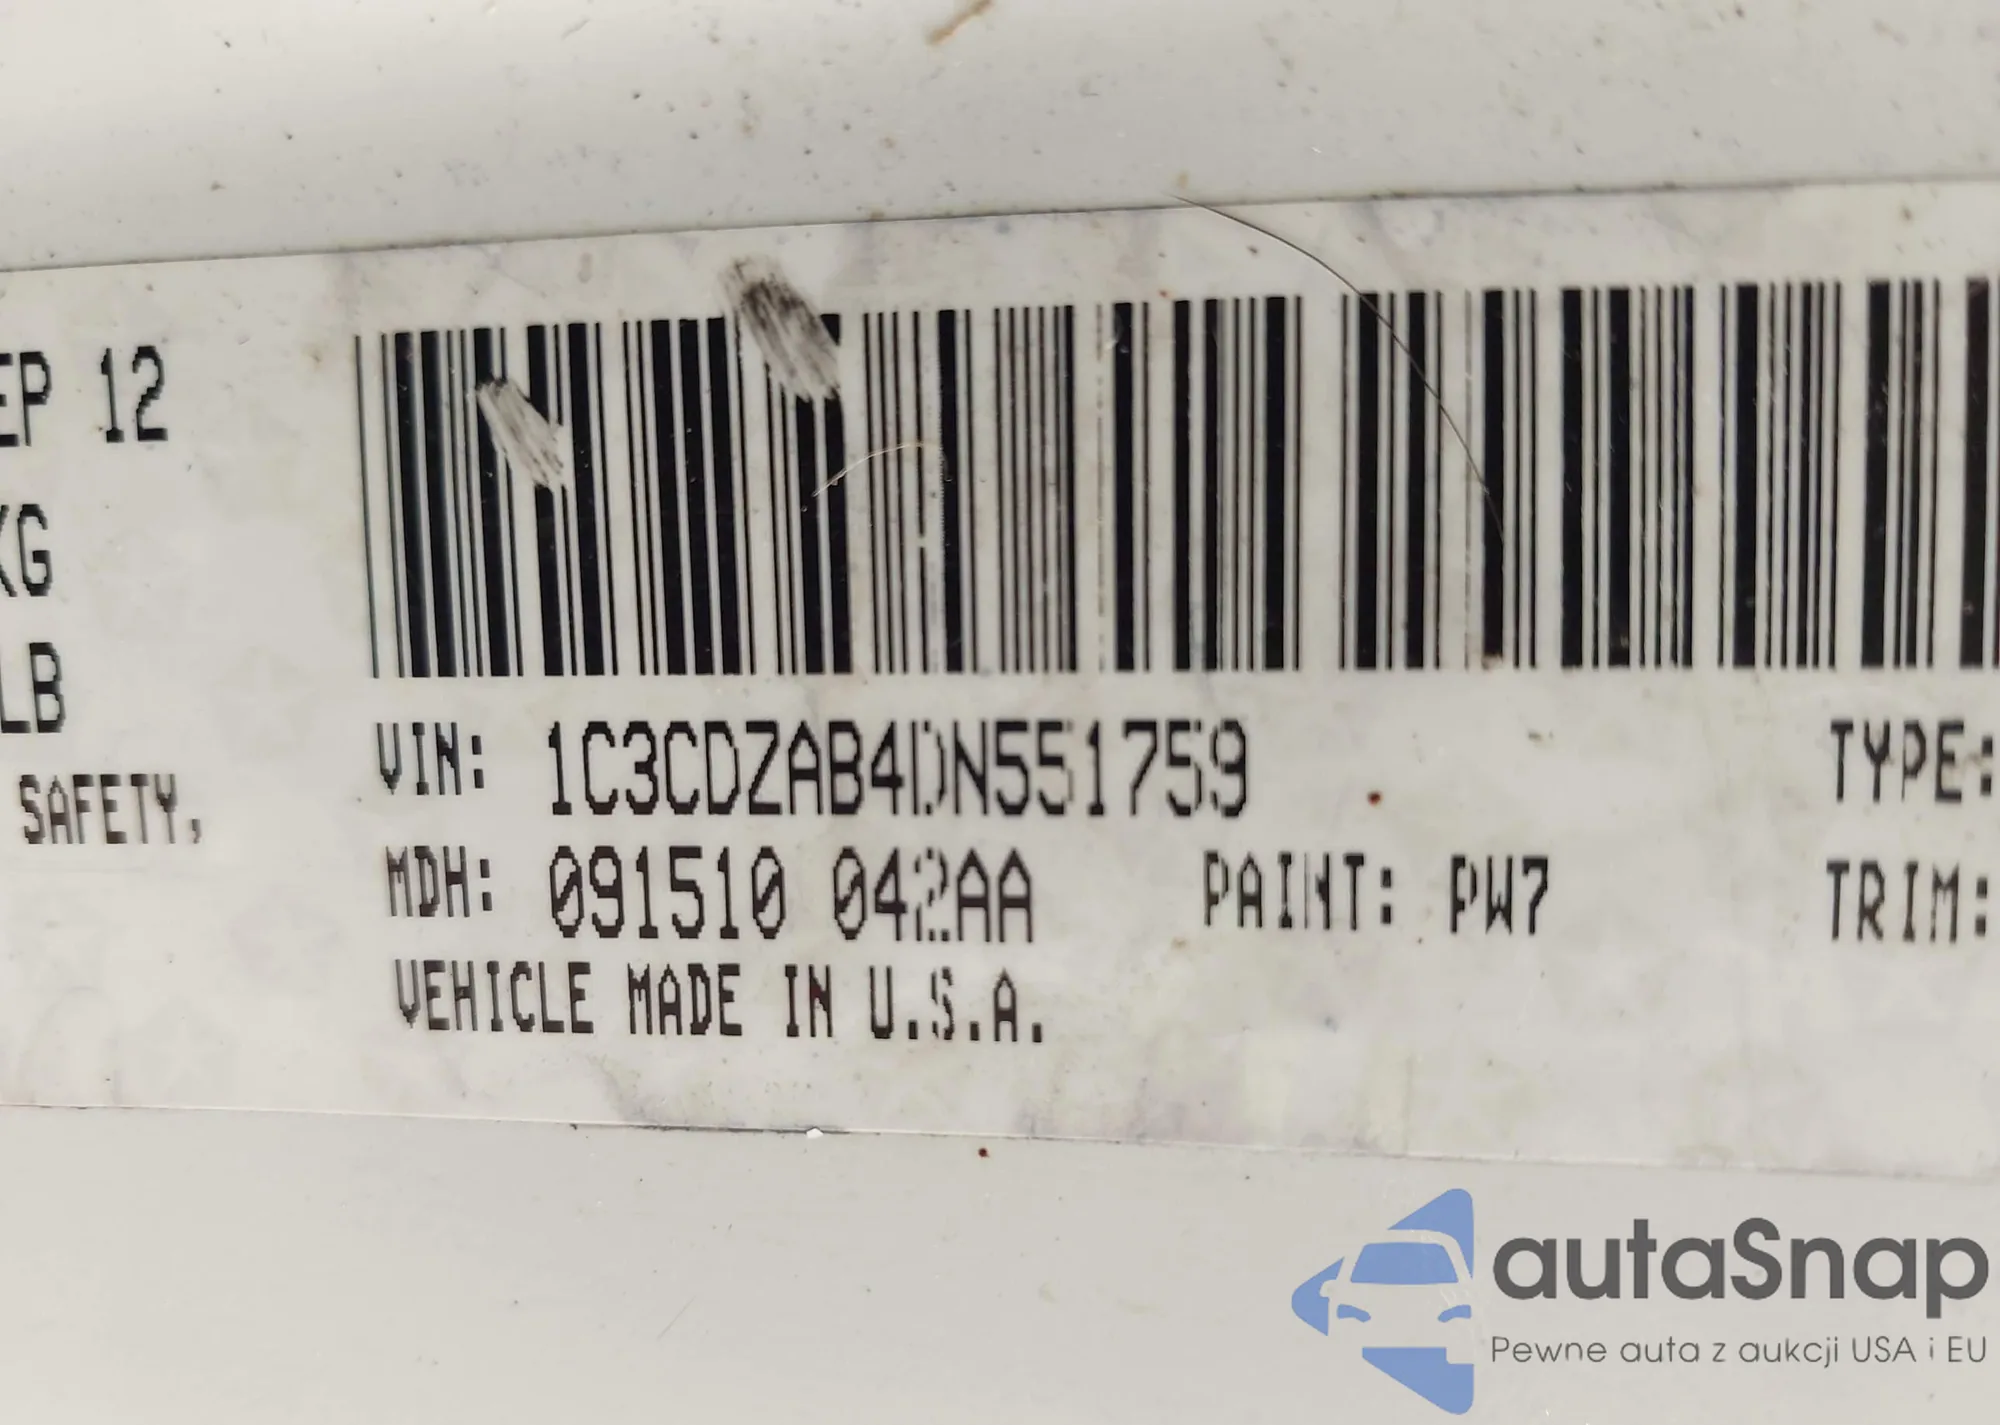 EP 12
KG
LB
SAFETY,
VIN: 1C3CDZAB4DN551759
TYPE:
MDH: 091510 042AA
PAINT: PW7
TRIM:
VEHICLE MADE IN U.S.A.
autaSnap
Pewne auta z aukcji USA i EU